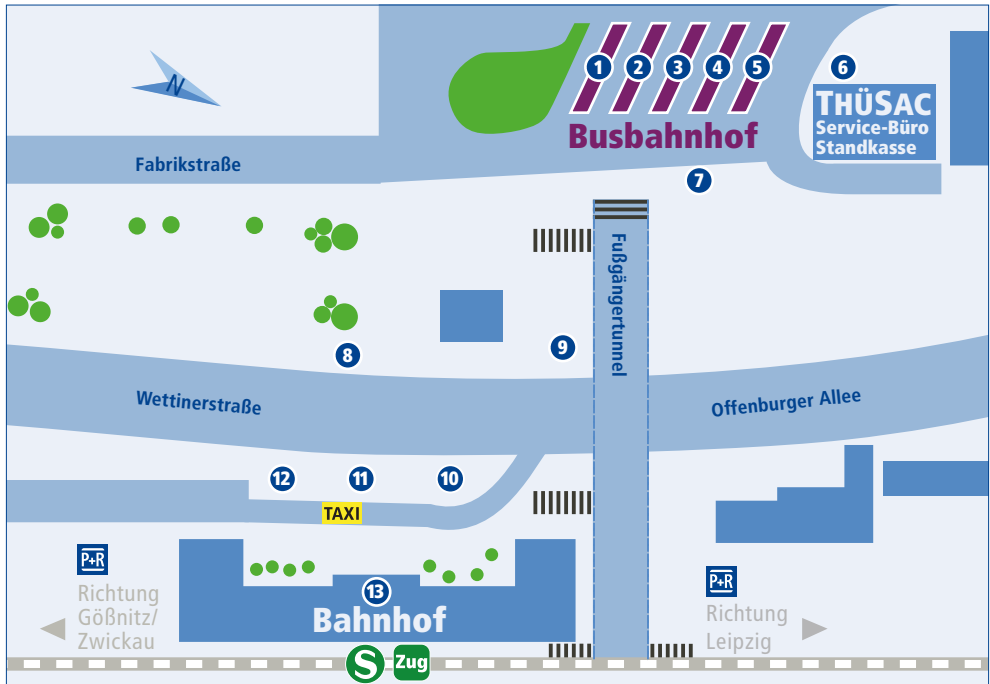 N
1
2
3
4
5
6
THÜSAC
Service-Büro
Standkasse
Busbahnhof
Fabrikstraße
7
Fußgängertunnel
8
9
Wettinerstraße
Offenburger Allee
12
11
10
TAXI
P+R
Richtung
Gößnitz/
Zwickau
13
Bahnhof
P+R
Richtung
Leipzig
S
Zug